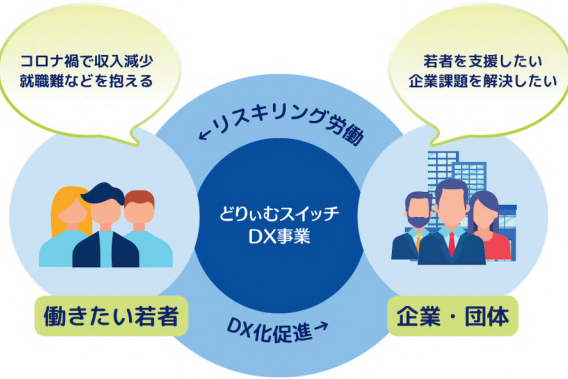 コロナ禍で収入減少
就職難などを抱える
若者を支援したい
企業課題を解決したい
←リスキリング労働
どりぃむスイッチ
DX事業
働きたい若者
企業・団体
DX化促進→